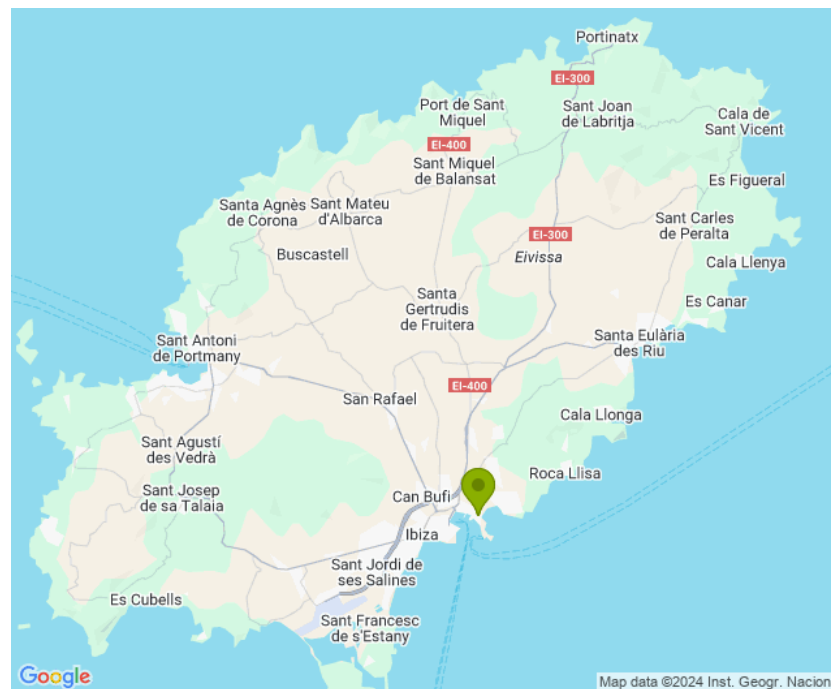 Portinatx
EI-300
Port de Sant
Miquel
Sant Joan
de Labritja
Cala de
Sant Vicent
EI-400
Sant Miquel
de Balansat
Es Figueral
Santa Agnès
de Corona
Sant Mateu
d'Albarca
Sant Carles
de Peralta
EI-300
Buscastell
Eivissa
Cala Llenya
Santa
Gertrudis
de Fruitera
Es Canar
Sant Antoni
de Portmany
Santa Eulària
des Riu
EI-400
San Rafael
Cala Llonga
Sant Agustí
des Vedrà
Roca Llisa
Sant Josep
de sa Talaia
Can Bufí
Ibiza
Sant Jordi de
ses Salines
Es Cubells
Sant Francesc
de s'Estany
Google
Map data ©2024 Inst. Geogr. Nacion